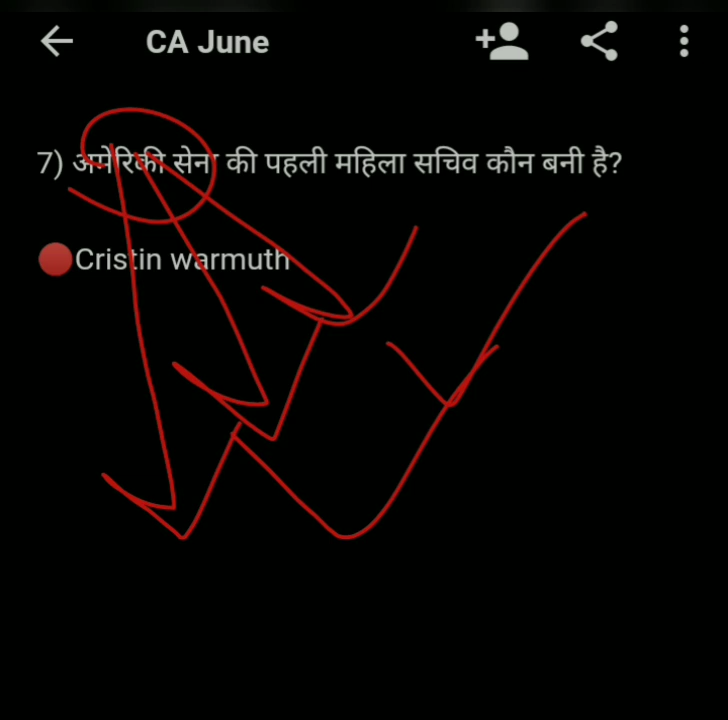 CA June
7) अमेरिकी सेना की पहली महिला सचिव कौन बनी है?
Cristin warmuth